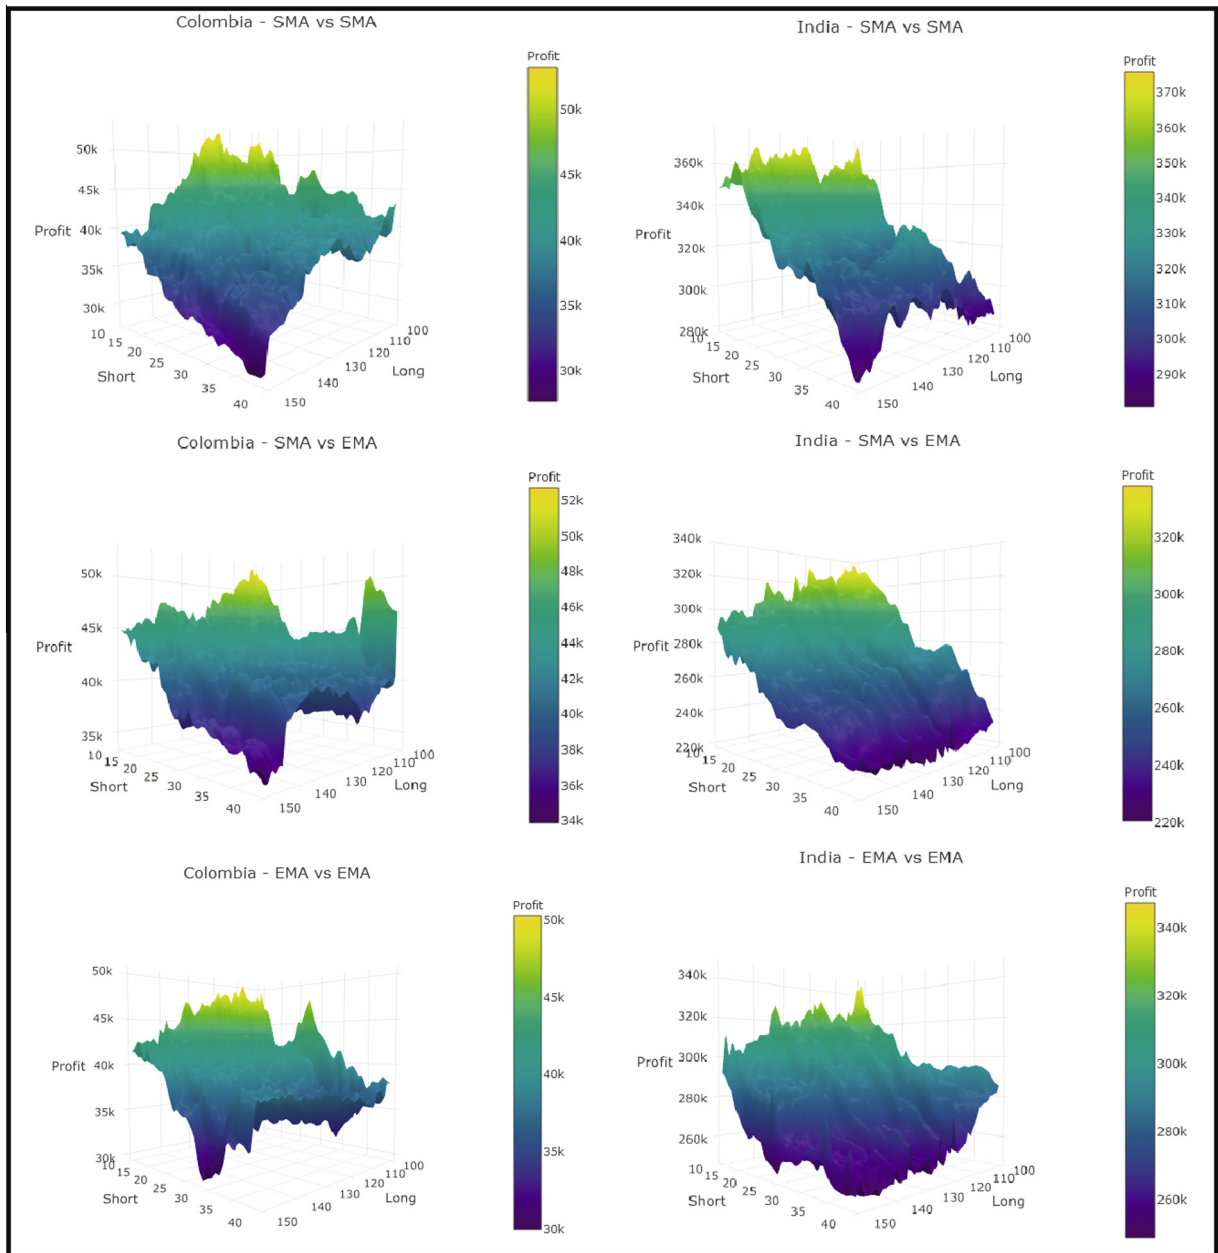 Colombia - SMA vs SMA
Profit
50k
45k
40k
35k
30k
50k
45k
Profit 40k
35k
30k
10
15
20
25
30
35
40
Short
100
110
120
130
140
150
Long
India - SMA vs SMA
Profit
370k
360k
350k
340k
330k
320k
310k
300k
290k
360k
340k
Profit
320k
300k
280k
10
15
20
25
30
35
40
Short
100
110
120
130
140
150
Long
Colombia - SMA vs EMA
Profit
52k
50k
48k
46k
44k
42k
40k
38k
36k
34k
50k
45k
Profit
40k
35k
10
15
20
25
30
35
40
Short
100
110
120
130
140
150
Long
India - SMA vs EMA
Profit
320k
300k
280k
260k
240k
220k
340k
320k
300k
Profit 280k
260k
240k
220k
10
15
20
25
30
35
40
Short
100
110
120
130
140
150
Long
Colombia - EMA vs EMA
Profit
50k
45k
40k
35k
30k
50k
45k
Profit 40k
35k
30k
10
15
20
25
30
35
40
Short
100
110
120
130
140
150
Long
India - EMA vs EMA
Profit
340k
320k
300k
280k
260k
340k
320k
Profit 300k
280k
260k
10
15
20
25
30
35
40
Short
100
110
120
130
140
150
Long